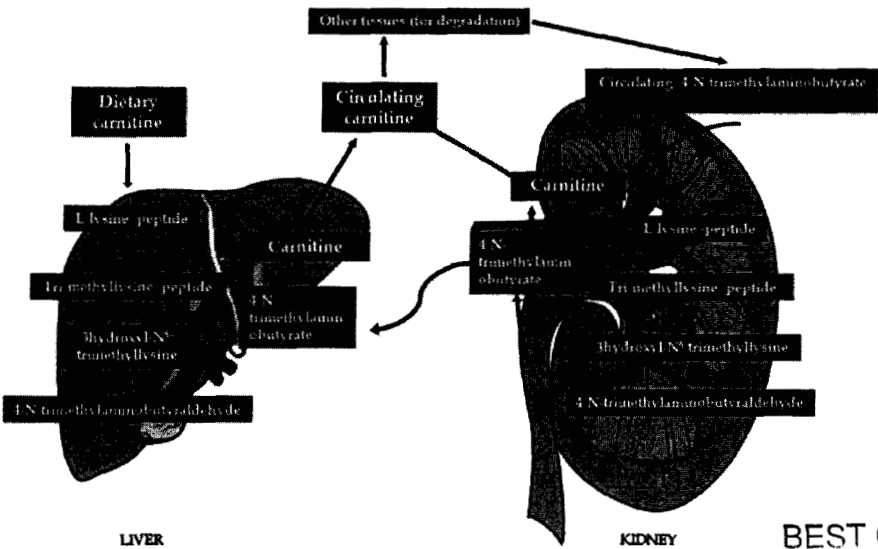 Other tissues (for degradation)
Dietary
carnitine
Circulating
carnitine
Circulating 4-N trimethylaminobutyrate
L lysine peptide
Carnitine
Tri methyllysine peptide
4-N-
trimethylamin
obutyrate
3hydroxyl-N⁶-
trimethyllysine
4-N trimethylaminobutyraldehyde
Carnitine
4-N-
trimethylamin
obutyrate
L lysine peptide
Tri methyllysine peptide
3hydroxyl-N⁶ trimethyllysine
4-N-trimethylaminobutyraldehyde
LIVER
KIDNEY
BEST